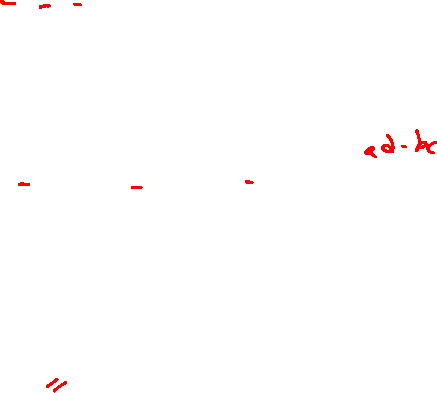 - - -
ad-bc
- - -
=